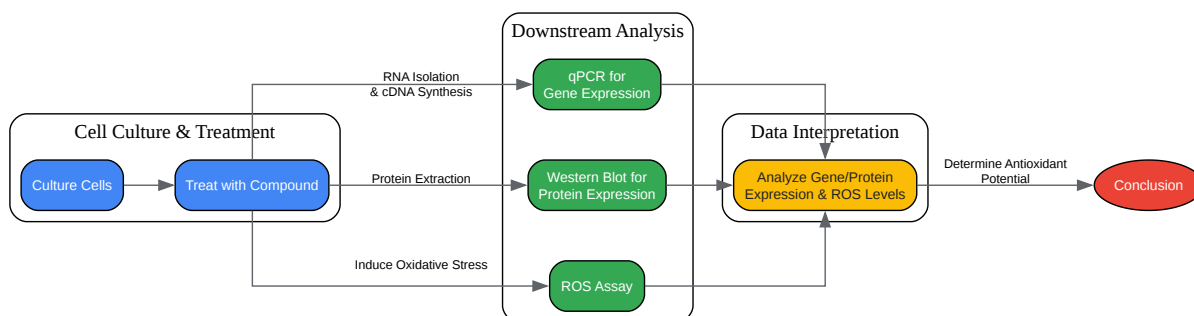 Cell Culture & Treatment
Culture Cells
Treat with Compound
RNA Isolation
& cDNA Synthesis
Protein Extraction
Induce Oxidative Stress
Downstream Analysis
qPCR for
Gene Expression
Western Blot for
Protein Expression
ROS Assay
Data Interpretation
Analyze Gene/Protein
Expression & ROS Levels
Determine Antioxidant
Potential
Conclusion